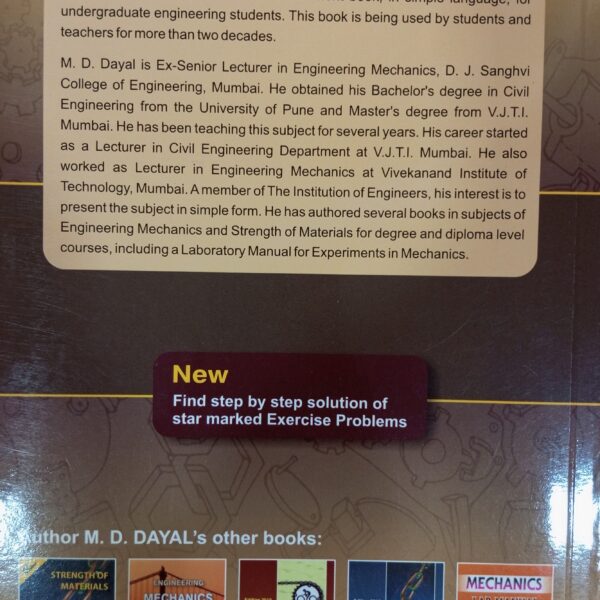 book, in simple language, for
undergraduate engineering students. This book is being used by students and
teachers for more than two decades.
M. D. Dayal is Ex-Senior Lecturer in Engineering Mechanics, D. J. Sanghvi
College of Engineering, Mumbai. He obtained his Bachelor's degree in Civil
Engineering from the University of Pune and Master's degree from V.J.T.I.
Mumbai. He has been teaching this subject for several years. His career started
as a Lecturer in Civil Engineering Department at V.J.T.I. Mumbai. He also
worked as Lecturer in Engineering Mechanics at Vivekanand Institute of
Technology, Mumbai. A member of The Institution of Engineers, his interest is to
present the subject in simple form. He has authored several books in subjects of
Engineering Mechanics and Strength of Materials for degree and diploma level
courses, including a Laboratory Manual for Experiments in Mechanics.
New
Find step by step solution of
star marked Exercise Problems
uthor M. D. DAYAL's other books:
STRENGTH OF
MATERIALS
ENGINEERING
MECHANICS
MECHANICS